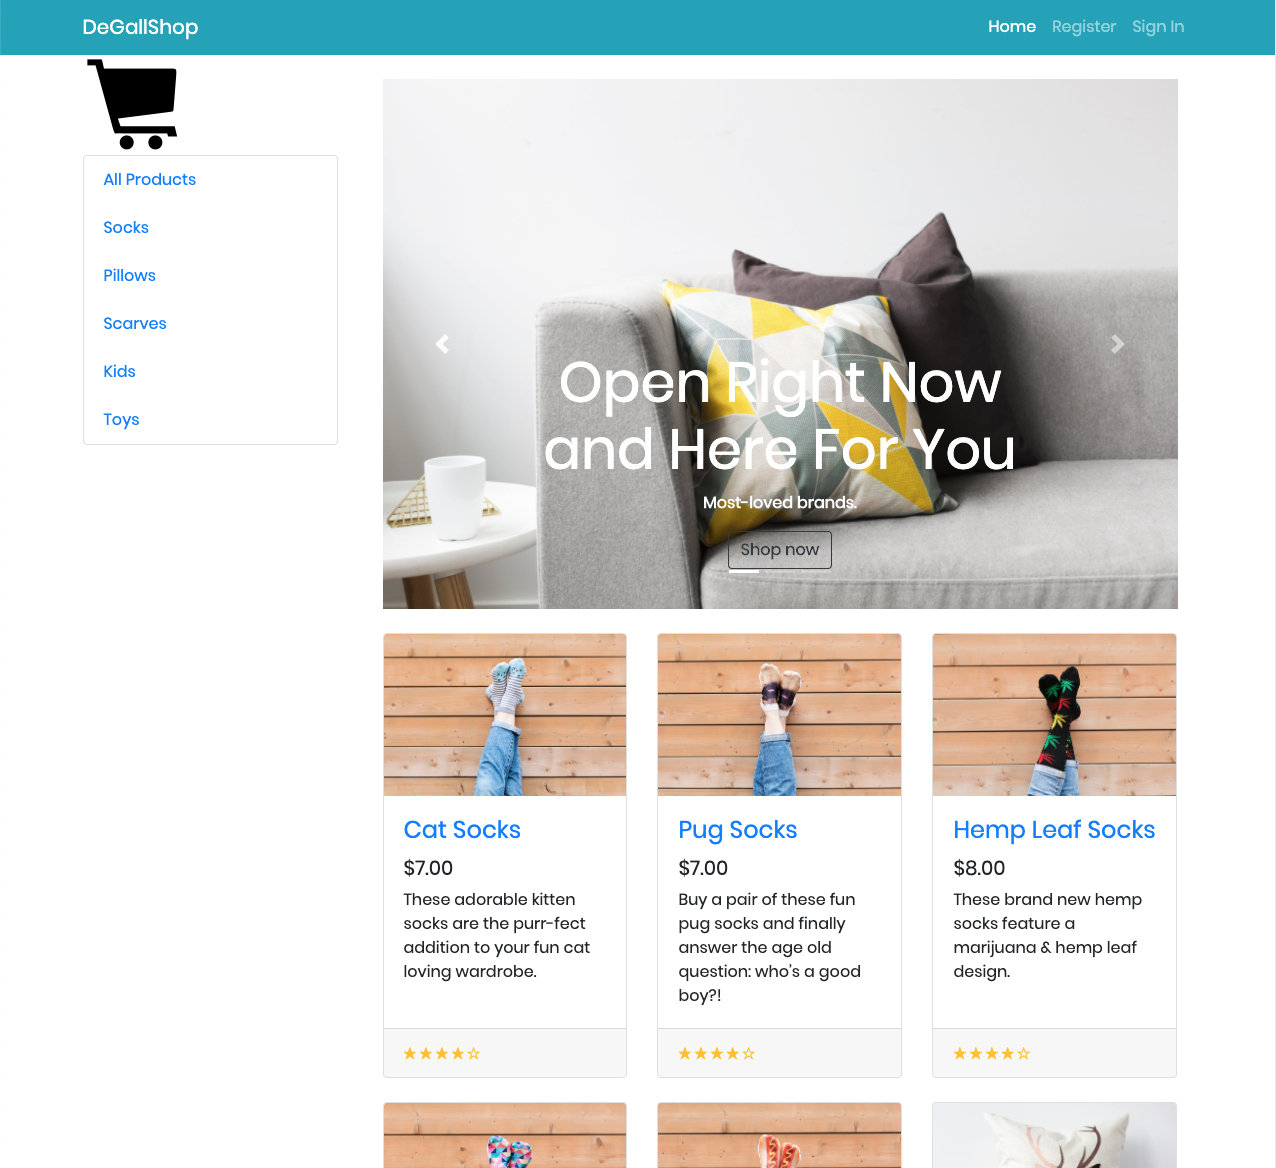 DeGallShop
Home Register Sign In
All Products
Socks
Pillows
Scarves
Kids
Toys
Open Right Now
and Here For You
Most-loved brands.
Shop now
Cat Socks
$7.00
These adorable kitten
socks are the purr-fect
addition to your fun cat
loving wardrobe.
Pug Socks
$7.00
Buy a pair of these fun
pug socks and finally
answer the age old
question: who's a good
boy?!
Hemp Leaf Socks
$8.00
These brand new hemp
socks feature a
marijuana & hemp leaf
design.